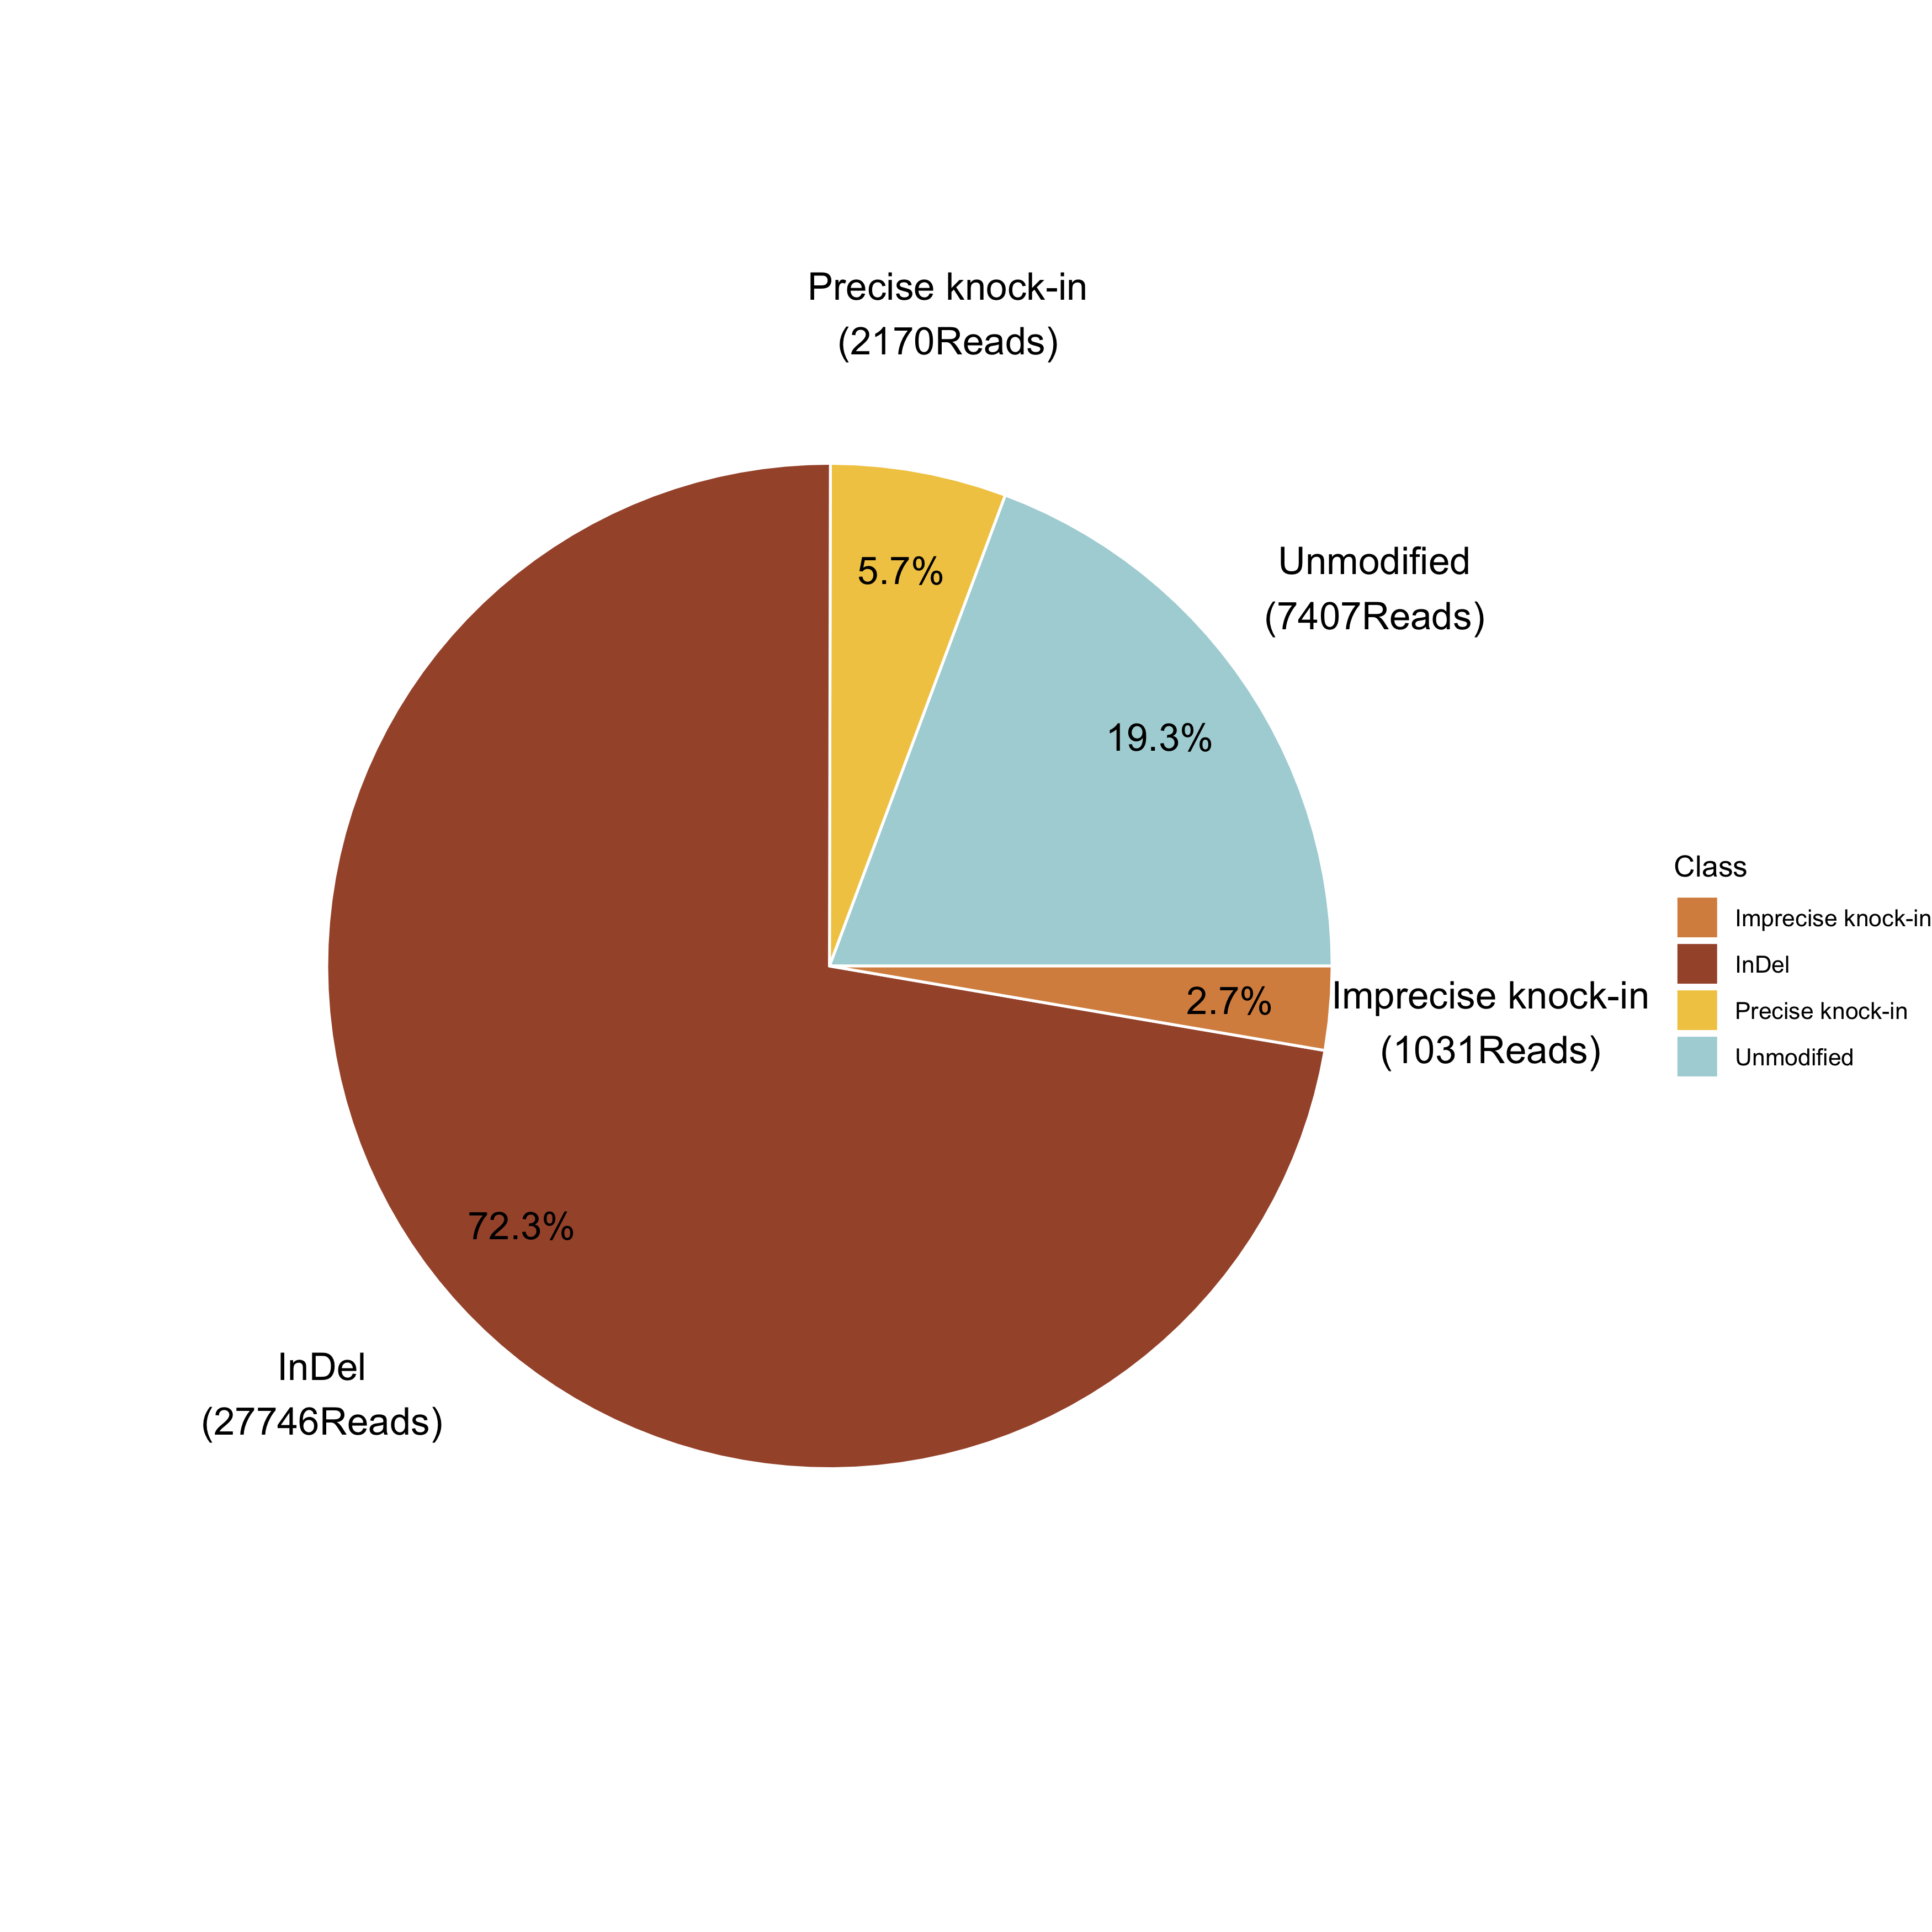 Precise knock-in
(2170Reads)
5.7%
Unmodified
(7407Reads)
19.3%
Imprecise knock-in
(1031Reads)
2.7%
72.3%
InDel
(27746Reads)
Class
Imprecise knock-in
InDel
Precise knock-in
Unmodified